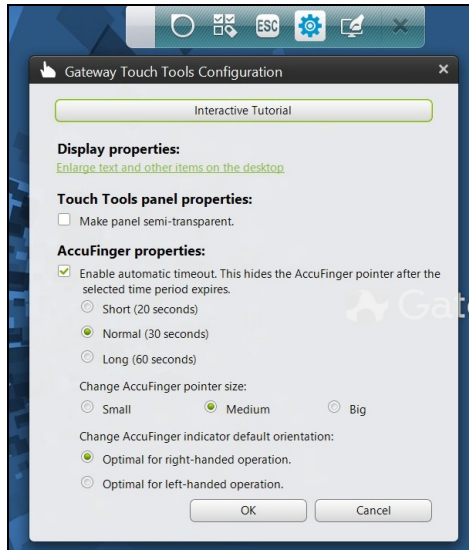 ESC
Gateway Touch Tools Configuration
Interactive Tutorial
Display properties:
Enlarge text and other items on the desktop
Touch Tools panel properties:
Make panel semi-transparent.
AccuFinger properties:
Enable automatic timeout. This hides the AccuFinger pointer after the
selected time period expires.
Short (20 seconds)
Normal (30 seconds)
Long (60 seconds)
Change AccuFinger pointer size:
Small Medium Big
Change AccuFinger indicator default orientation:
Optimal for right-handed operation.
Optimal for left-handed operation.
OK Cancel